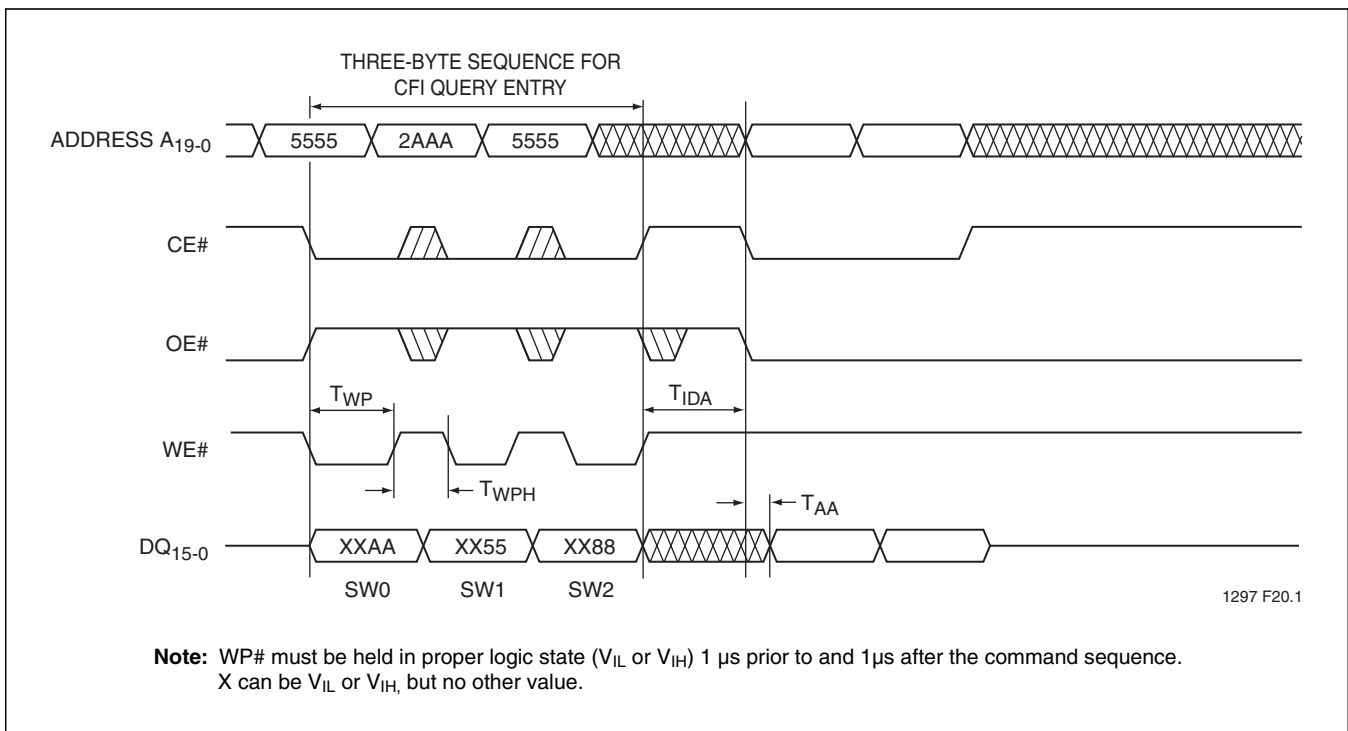 THREE-BYTE SEQUENCE FOR
CFI QUERY ENTRY
ADDRESS A19-0
5555
2AAA
5555
CE#
OE#
TWP
TIDA
WE#
TWPH
TAA
DQ15-0
XXAA
XX55
XX88
SW0
SW1
SW2
1297 F20.1
Note: WP# must be held in proper logic state (VIL or VIH) 1 µs prior to and 1µs after the command sequence.
X can be VIL or VIH, but no other value.